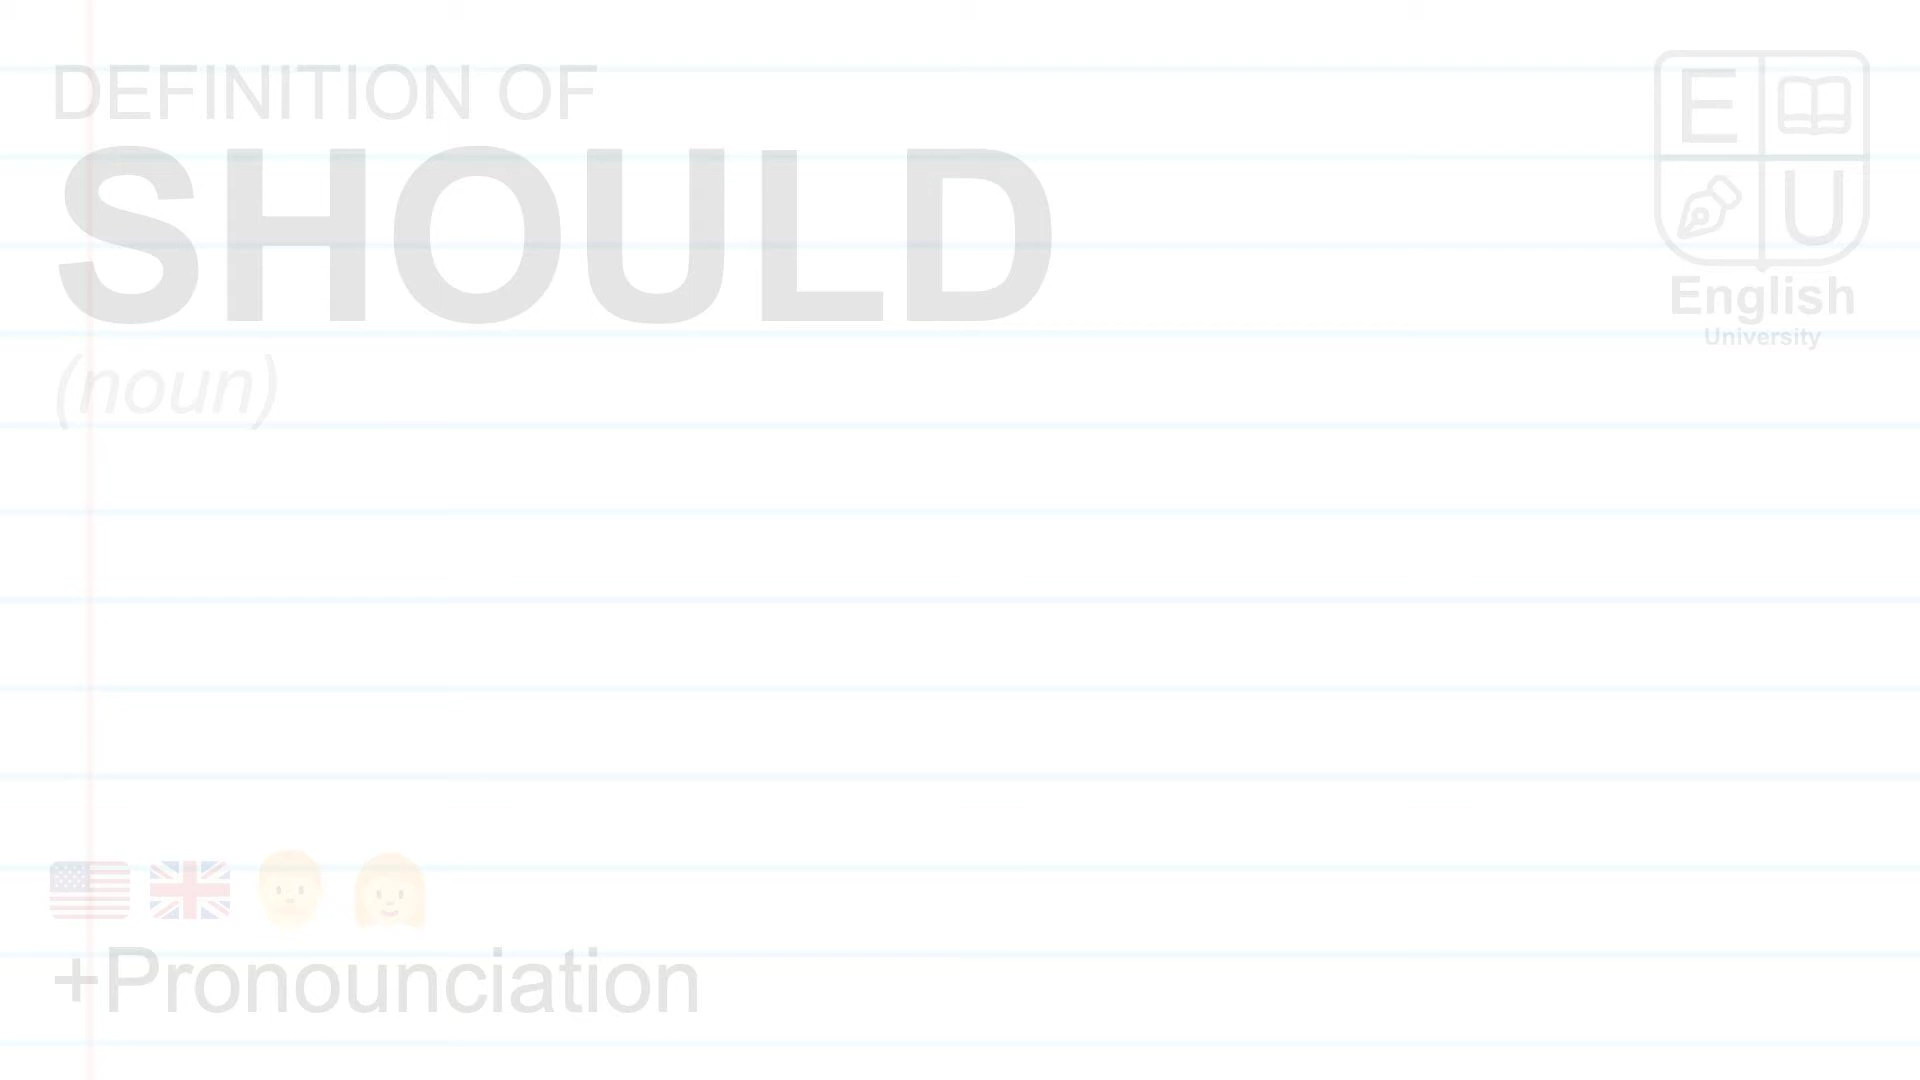 DEFINITION OF
SHOULD
(noun)
E
U
English
University
+Pronounciation